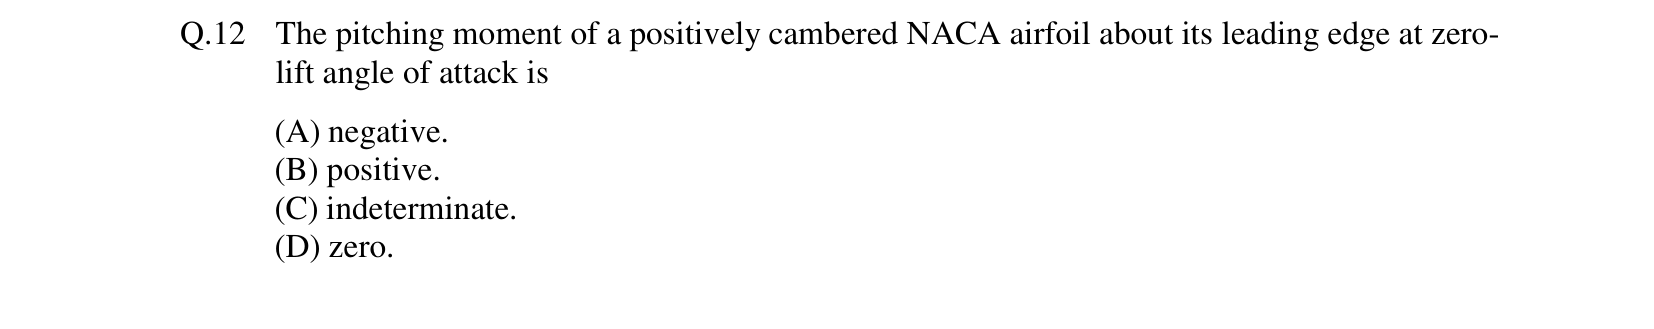 Q.12 The pitching moment of a positively cambered NACA airfoil about its leading edge at zero-
lift angle of attack is
(A) negative.
(B) positive.
(C) indeterminate.
(D) zero.